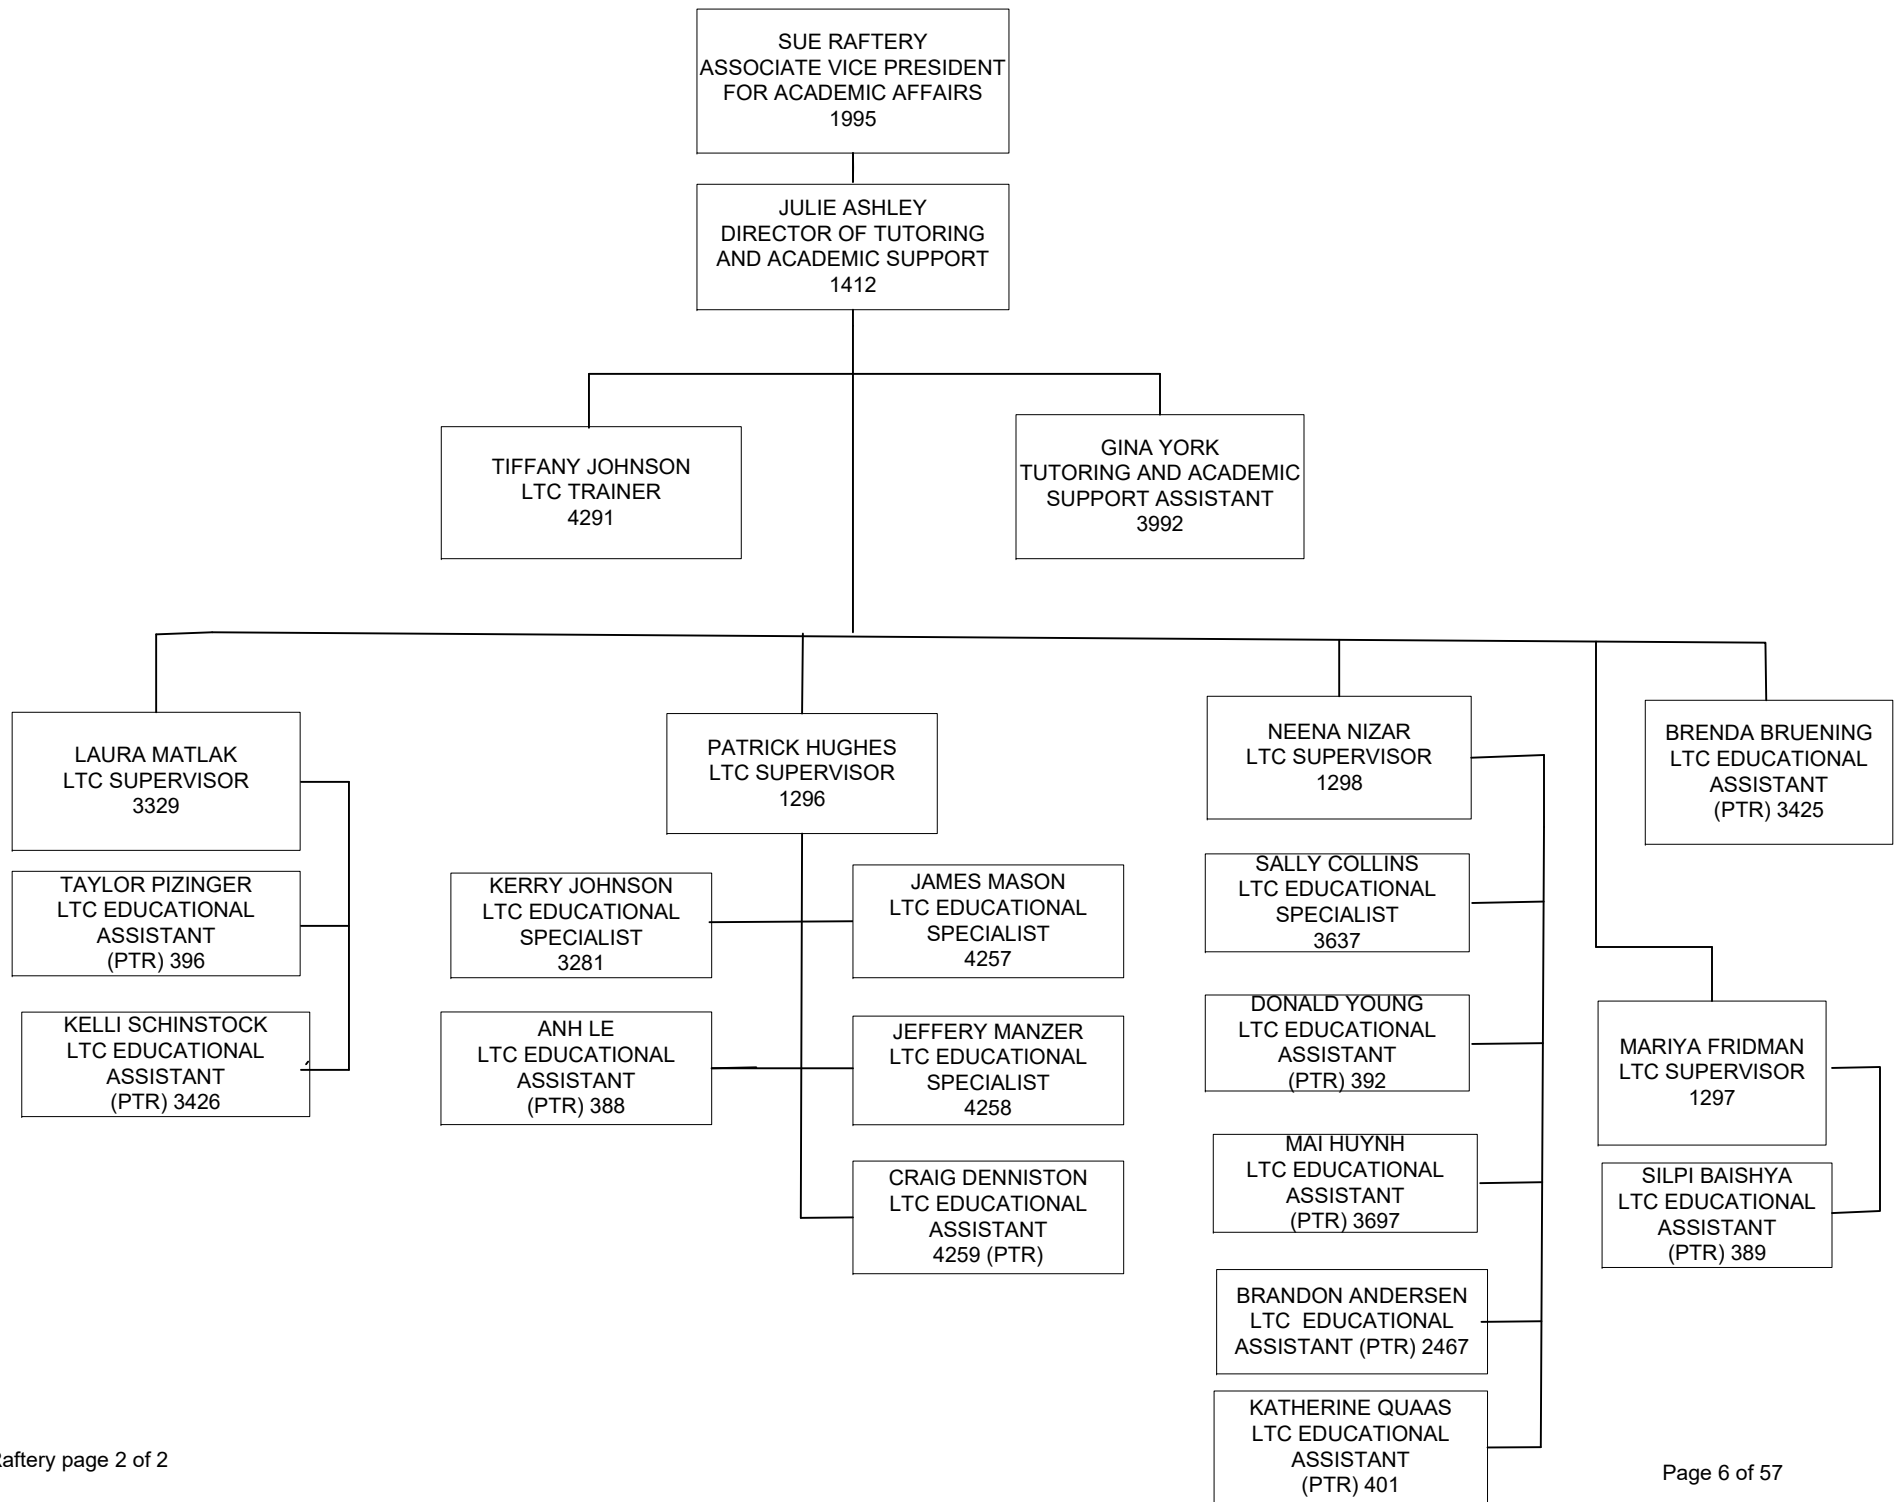 SUE RAFTERY
ASSOCIATE VICE PRESIDENT
FOR ACADEMIC AFFAIRS
1995
JULIE ASHLEY
DIRECTOR OF TUTORING
AND ACADEMIC SUPPORT
1412
TIFFANY JOHNSON
LTC TRAINER
4291
GINA YORK
TUTORING AND ACADEMIC
SUPPORT ASSISTANT
3992
LAURA MATLAK
LTC SUPERVISOR
3329
TAYLOR PIZINGER
LTC EDUCATIONAL
ASSISTANT
(PTR) 396
KELLI SCHINSTOCK
LTC EDUCATIONAL
ASSISTANT
(PTR) 3426
PATRICK HUGHES
LTC SUPERVISOR
1296
KERRY JOHNSON
LTC EDUCATIONAL
SPECIALIST
3281
JAMES MASON
LTC EDUCATIONAL
SPECIALIST
4257
ANH LE
LTC EDUCATIONAL
ASSISTANT
(PTR) 388
JEFFERY MANZER
LTC EDUCATIONAL
SPECIALIST
4258
CRAIG DENNISTON
LTC EDUCATIONAL
ASSISTANT
4259 (PTR)
NEENA NIZAR
LTC SUPERVISOR
1298
SALLY COLLINS
LTC EDUCATIONAL
SPECIALIST
3637
DONALD YOUNG
LTC EDUCATIONAL
ASSISTANT
(PTR) 392
MAI HUYNH
LTC EDUCATIONAL
ASSISTANT
(PTR) 3697
BRANDON ANDERSEN
LTC EDUCATIONAL
ASSISTANT (PTR) 2467
KATHERINE QUAAS
LTC EDUCATIONAL
ASSISTANT
(PTR) 401
BRENDA BRUENING
LTC EDUCATIONAL
ASSISTANT
(PTR) 3425
MARIYA FRIDMAN
LTC SUPERVISOR
1297
SILPI BAISHYA
LTC EDUCATIONAL
ASSISTANT
(PTR) 389
aftery page 2 of 2
Page 6 of 57